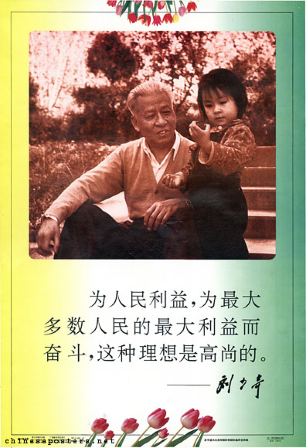 为人民利益,为最大
多数人民的最大利益而
奋斗,这种理想是高尚的。
——刘少奇
chineseposters.net